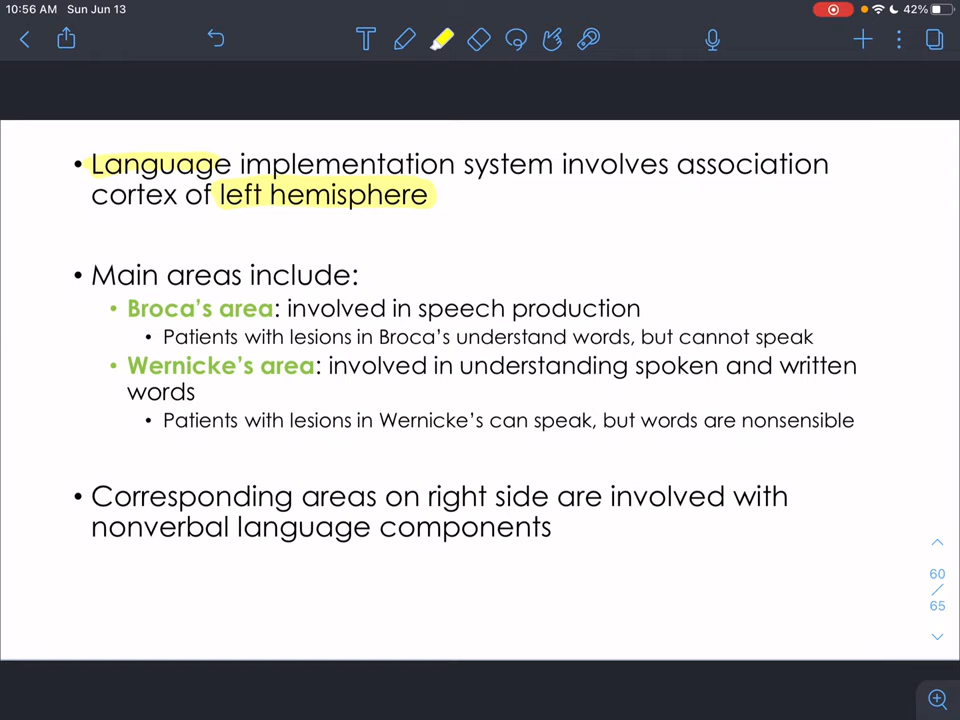 10:56 AM Sun Jun 13
42%
• Language implementation system involves association
cortex of left hemisphere
• Main areas include:
• Broca's area: involved in speech production
• Patients with lesions in Broca's understand words, but cannot speak
• Wernicke's area: involved in understanding spoken and written
words
• Patients with lesions in Wernicke's can speak, but words are nonsensible
• Corresponding areas on right side are involved with
nonverbal language components
60
/
65